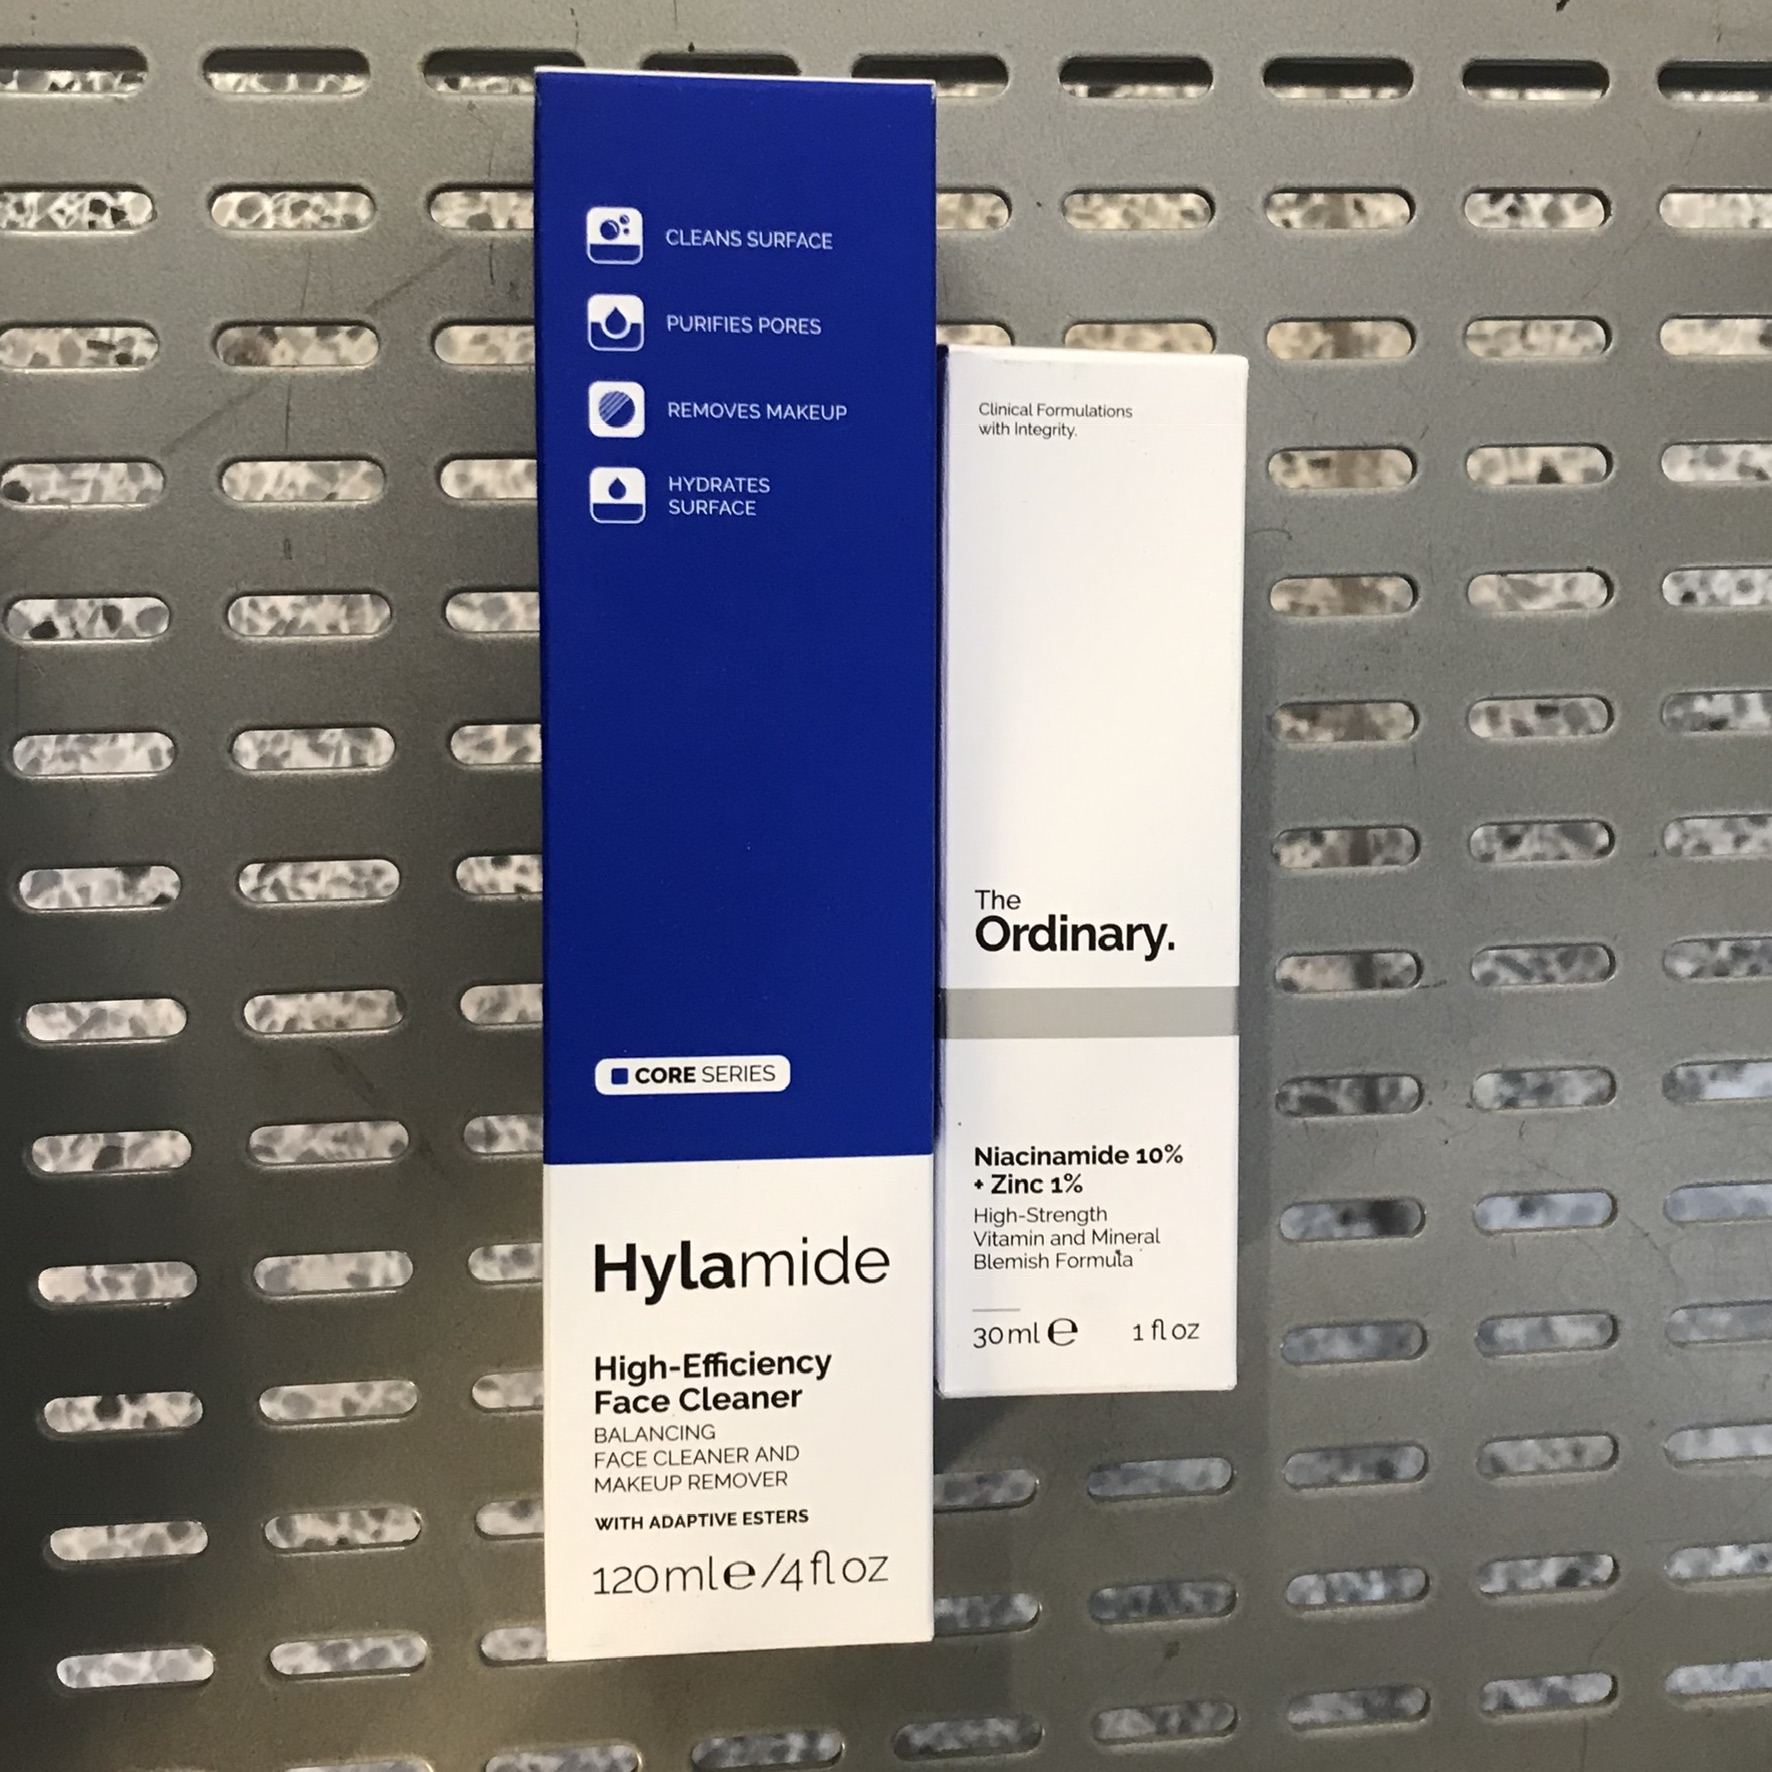 CLEANS SURFACE
PURIFIES PORES
REMOVES MAKEUP
HYDRATES
SURFACE
CORE SERIES
Hylamide
High-Efficiency
Face Cleaner
BALANCING
FACE CLEANER AND
MAKEUP REMOVER
WITH ADAPTIVE ESTERS
120ml℮/4fl oz
Clinical Formulations
with Integrity.
The
Ordinary.
Niacinamide 10%
+ Zinc 1%
High-Strength
Vitamin and Mineral
Blemish Formula
30ml ℮ 1 fl oz